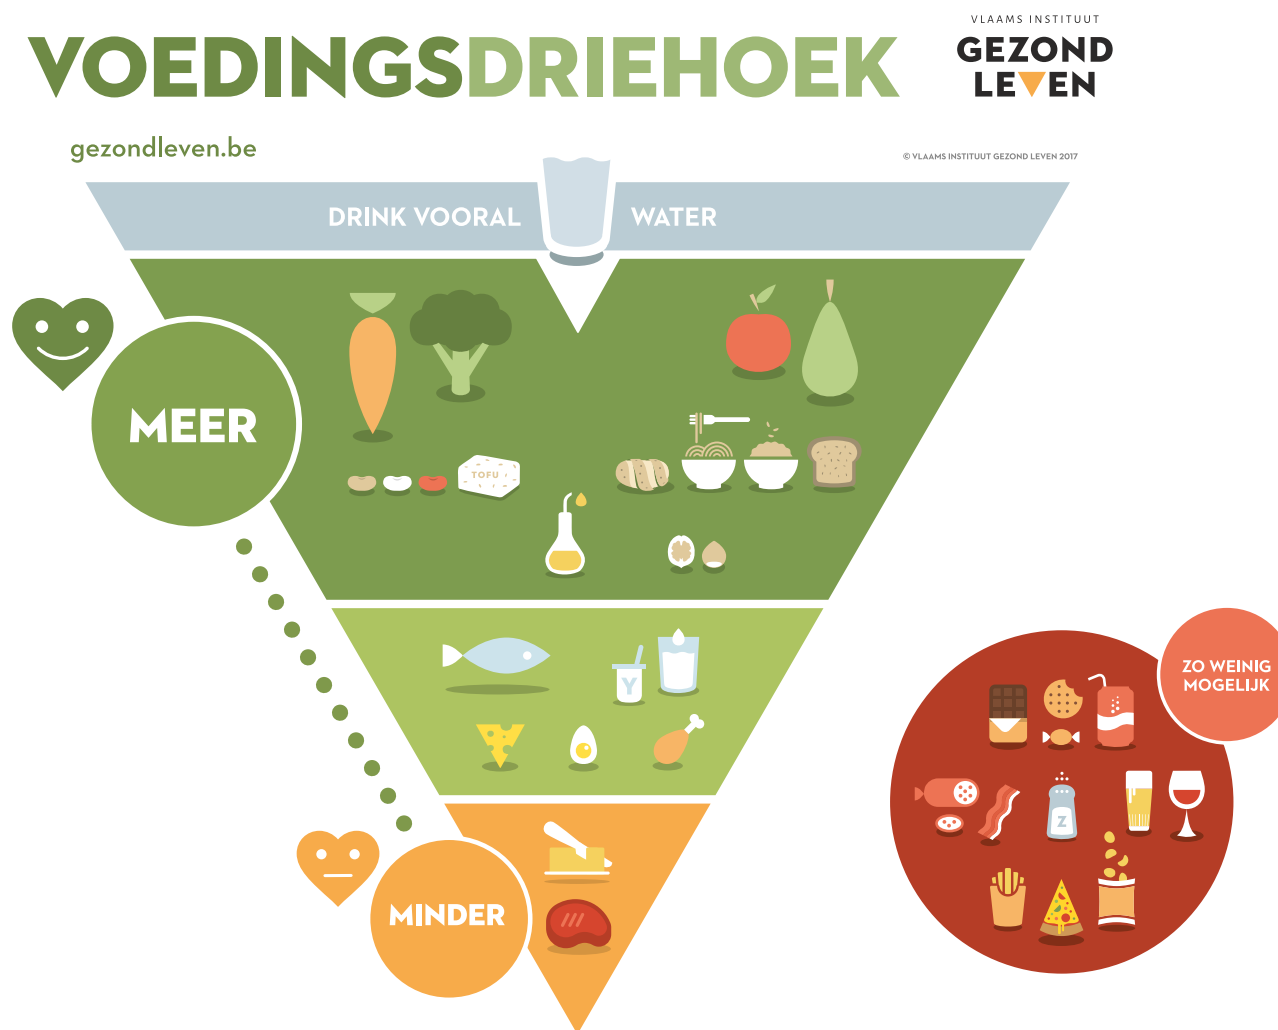 VOEDINGSDRIEHOEK
VLAAMS INSTITUUT
GEZOND
LEVEN
gezondleven.be
© VLAAMS INSTITUUT GEZOND LEVEN 2017
DRINK VOORAL WATER
MEER
TOFU
Y
ZO WEINIG
MOGELIJK
Z
MINDER